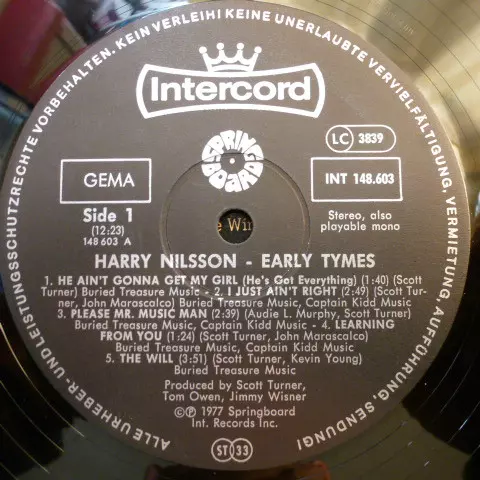 ALLE URHEBER- UND LEISTUNGSSCHUTZRECHTE VORBEHALTEN. KEIN VERLEIH! KEINE UNERLAUBTE VERVIELFÄLTIGUNG, VERMIETUNG, AUFFÜHRUNG, SENDUNG!
Intercord
LC 3839
SPRING BOARD
GEMA
INT 148.603
Side 1
(12:23)
148 603 A
Stereo, also
playable mono
e Win
HARRY NILSSON - EARLY TYMES
1. HE AIN'T GONNA GET MY GIRL (He's Got Everything) (1:40) (Scott
Turner) Buried Treasure Music - 2. I JUST AIN'T RIGHT (2:49) (Scott Tur-
ner, John Marascalco) Buried Treasure Music, Captain Kidd Music
3. PLEASE MR. MUSIC MAN (2:39) (Audie L. Murphy, Scott Turner)
Buried Treasure Music, Captain Kidd Music - 4. LEARNING
FROM YOU (1:24) (Scott Turner, John Marascalco)
Buried Treasure Music, Captain Kidd Music
5. THE WILL (3:51) (Scott Turner, Kevin Young)
Buried Treasure Music
Produced by Scott Turner,
Tom Owen, Jimmy Wisner
©℗ 1977 Springboard
Int. Records Inc.
ST 33